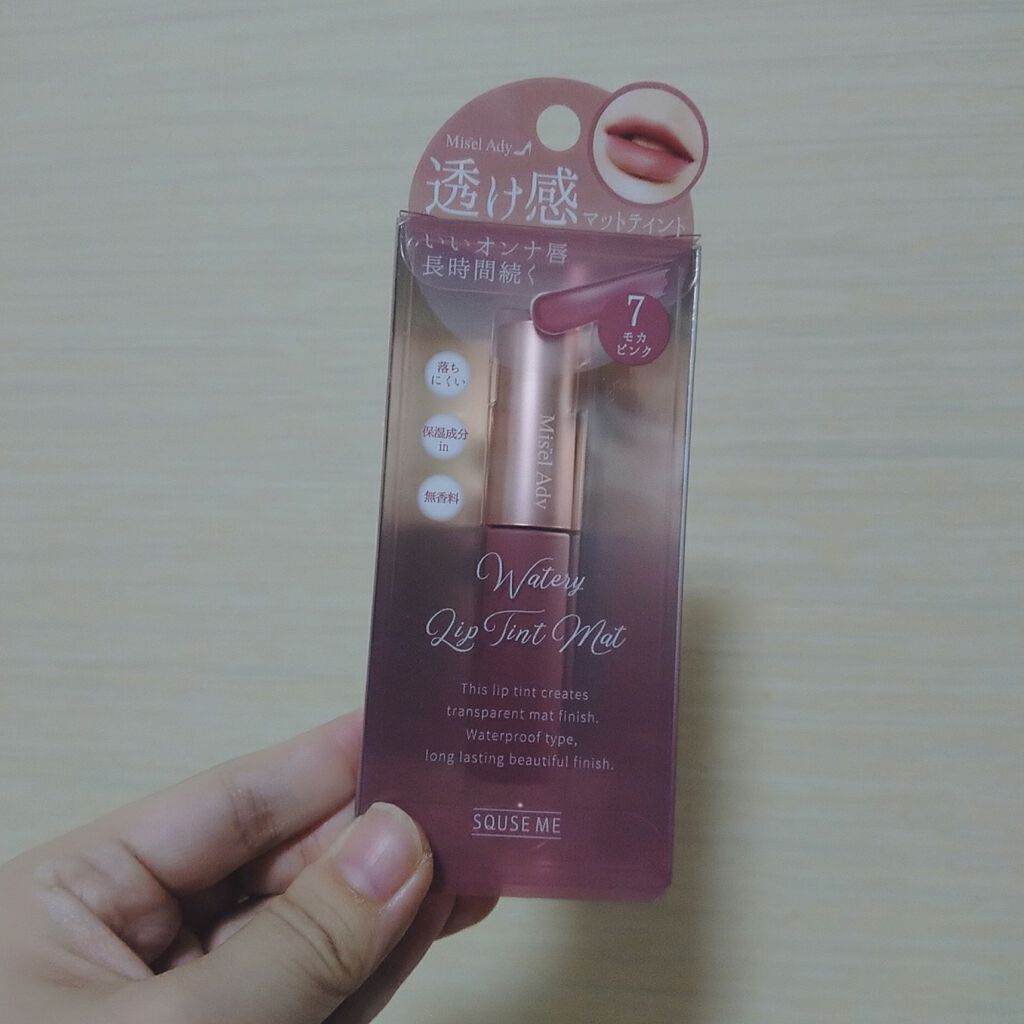 Misel Ady
透け感
マットティント
いいオンナ唇
長時間続く
7
モカ
ピンク
落ち
にくい
保湿成分
in
無香料
Misel Ady
Watery
Lip Tint Mat
This lip tint creates
transparent mat finish.
Waterproof type,
long lasting beautiful finish.
SQUSE ME